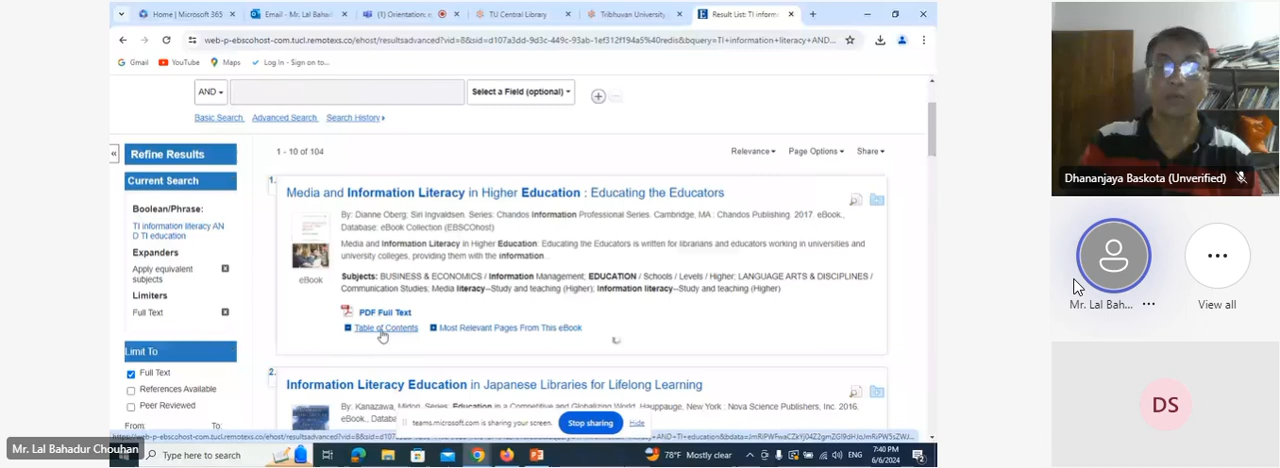 Home | Microsoft 365
Email - Mr. Lal Bahad
(1) Orientation:
TU Central Library
Tribhuvan University
Result List: TI inform
web-p-ebscohost-com.tucl.remotexs.co/ehost/resultsadvanced?vid=8&sid=d107a3dd-9d3c-449c-93ab-1ef312f194a5%40redis&bquery=TI+information+literacy+AND...
Gmail
YouTube
Maps
Log In - Sign on to...
AND
Select a Field (optional)
Basic Search
Advanced Search
Search History
Refine Results
1 - 10 of 104
Relevance
Page Options
Share
Current Search
Boolean/Phrase:
TI information literacy AN
D TI education
Expanders
Apply equivalent
subjects
Limiters
Full Text
Limit To
Full Text
References Available
Peer Reviewed
From:
To:
1.
Media and Information Literacy in Higher Education : Educating the Educators
By: Dianne Oberg; Siri Ingvaldsen. Series: Chandos Information Professional Series. Cambridge, MA : Chandos Publishing. 2017. eBook.,
Database: eBook Collection (EBSCOhost)
Media and Information Literacy in Higher Education: Educating the Educators is written for librarians and educators working in universities and
university colleges, providing them with the information...
Subjects: BUSINESS & ECONOMICS / Information Management; EDUCATION / Schools / Levels / Higher; LANGUAGE ARTS & DISCIPLINES /
Communication Studies; Media literacy--Study and teaching (Higher); Information literacy--Study and teaching (Higher)
eBook
PDF Full Text
Table of Contents
Most Relevant Pages From This eBook
2.
Information Literacy Education in Japanese Libraries for Lifelong Learning
By: Kanazawa, Midori. Series: Education in a Competitive and Globalizing World. Hauppauge, New York : Nova Science Publishers, Inc. 2016.
eBook., Datab
teams.microsoft.com is sharing your screen.
Stop sharing
Hide
Type here to search
78°F Mostly clear
7:40 PM
6/6/2024
2
Mr. Lal Bahadur Chouhan
Dhananjaya Baskota (Unverified)
Mr. Lal Bah...
View all
DS